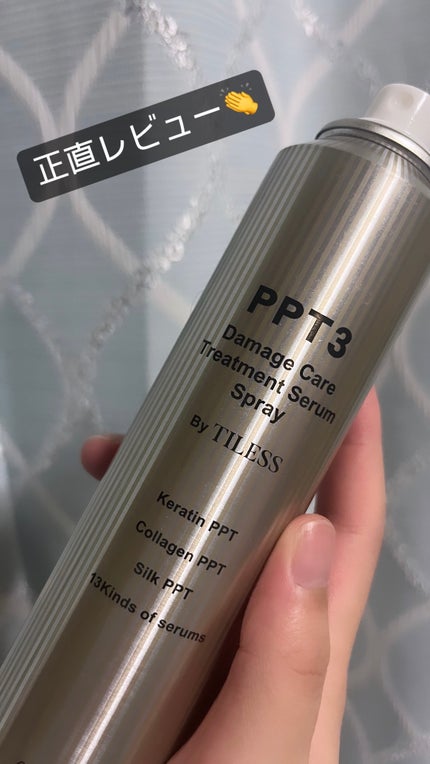 正直レビュー👏
PPT3
Damage Care
Treatment Serum
Spray
By TILESS
Keratin PPT
Collagen PPT
Silk PPT
13Kinds of serums